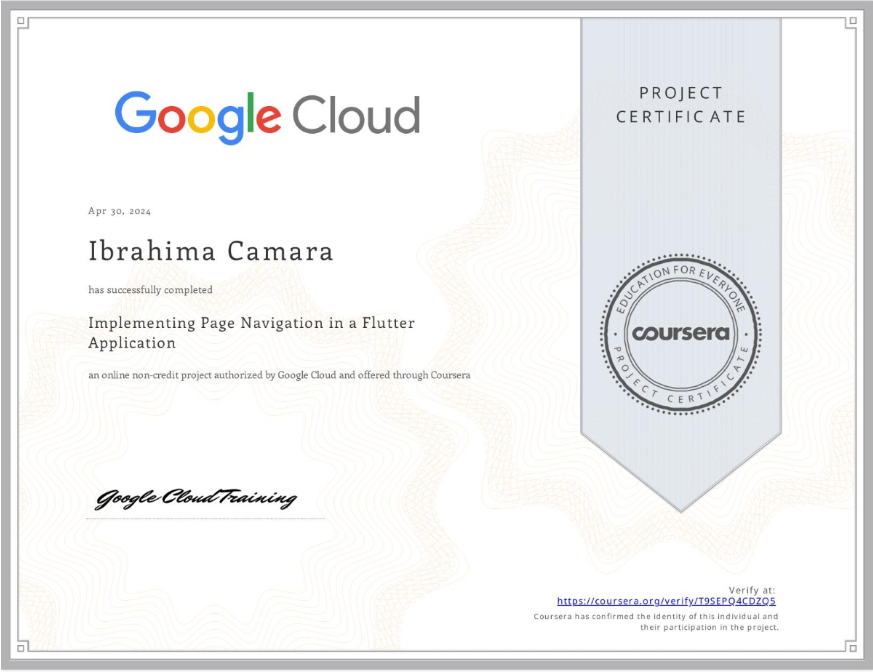 Google Cloud
PROJECT
CERTIFICATE
Apr 30, 2024
Ibrahima Camara
has successfully completed
Implementing Page Navigation in a Flutter
Application
an online non-credit project authorized by Google Cloud and offered through Coursera
EDUCATION FOR EVERYONE
coursera
PROJECT CERTIFICATE
Google Cloud Training
Verify at:
https://coursera.org/verify/T9SEPQ4CDZQ5
Coursera has confirmed the identity of this individual and
their participation in the project.